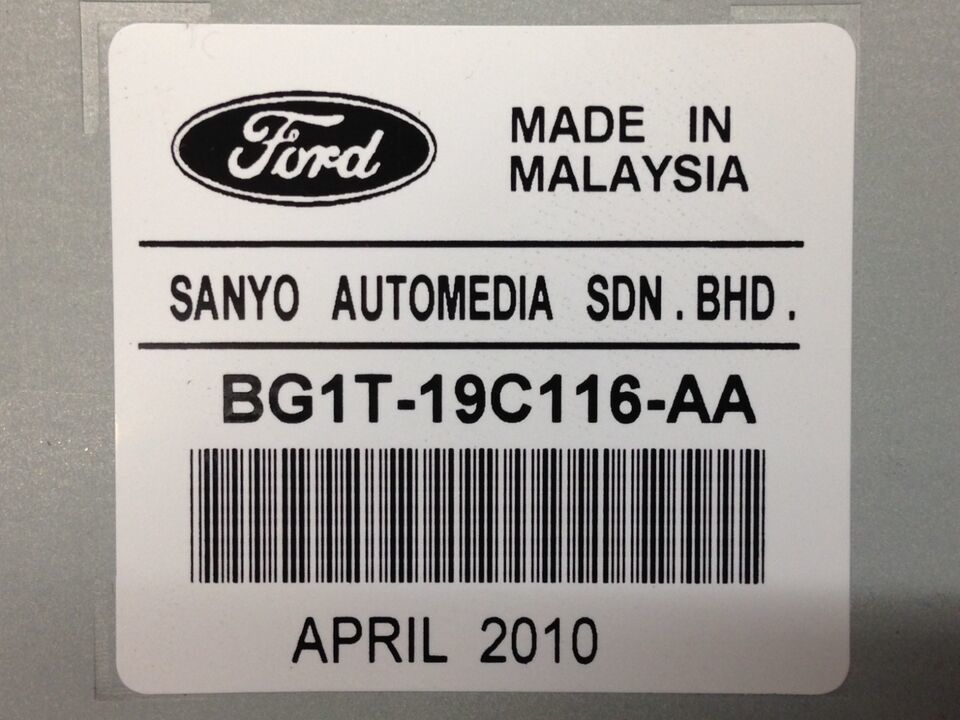 Ford
MADE IN
MALAYSIA
SANYO AUTOMEDIA SDN.BHD.
BG1T-19C116-AA
APRIL 2010